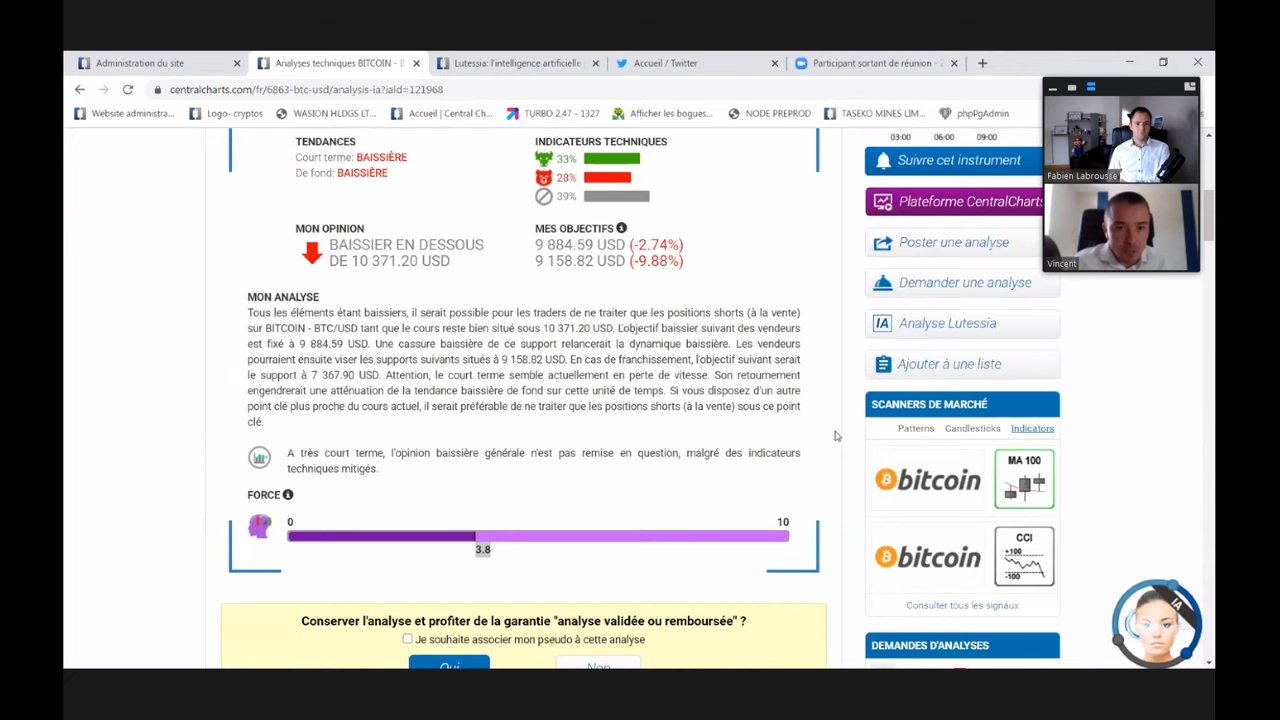 Administration du site
Analyses techniques BITCOIN - B
Lutessia: l'intelligence artificielle
Accueil / Twitter
Participant sortant de réunion - Z
centralcharts.com/fr/6863-btc-usd/analysis-ia?iaid=121968
Website administra...
Logo- cryptos
WASION HLDGS LT...
Accueil | Central Ch...
TURBO 2.47 - 1327
Afficher les bogues...
NODE PREPROD
TASEKO MINES LIM...
phpPgAdmin
TENDANCES
Court terme: BAISSIÈRE
De fond: BAISSIÈRE
INDICATEURS TECHNIQUES
33%
28%
39%
MON OPINION
BAISSIER EN DESSOUS
DE 10 371.20 USD
MES OBJECTIFS
9 884.59 USD (-2.74%)
9 158.82 USD (-9.88%)
MON ANALYSE
Tous les éléments étant baissiers, il serait possible pour les traders de ne traiter que les positions shorts (à la vente)
sur BITCOIN - BTC/USD tant que le cours reste bien situé sous 10 371.20 USD. L'objectif baissier suivant des vendeurs
est fixé à 9 884.59 USD. Une cassure baissière de ce support relancerait la dynamique baissière. Les vendeurs
pourraient ensuite viser les supports suivants situés à 9 158.82 USD. En cas de franchissement, l'objectif suivant serait
le support à 7 367.90 USD. Attention, le court terme semble actuellement en perte de vitesse. Son retournement
engendrerait une atténuation de la tendance baissière de fond sur cette unité de temps. Si vous disposez d'un autre
point clé plus proche du cours actuel, il serait préférable de ne traiter que les positions shorts (à la vente) sous ce point
clé.
A très court terme, l'opinion baissière générale n'est pas remise en question, malgré des indicateurs
techniques mitigés.
FORCE
0
10
3.8
Conserver l'analyse et profiter de la garantie "analyse validée ou remboursée" ?
Je souhaite associer mon pseudo à cette analyse
Oui
Non
03:00 06:00 09:00
Suivre cet instrument
Plateforme CentralCharts
Poster une analyse
Demander une analyse
IA Analyse Lutessia
Ajouter à une liste
SCANNERS DE MARCHÉ
Patterns Candlesticks Indicators
bitcoin
MA 100
bitcoin
CCI
+100
-100
Consulter tous les signaux
DEMANDES D'ANALYSES
Fabien Labrousse
Vincent
IA